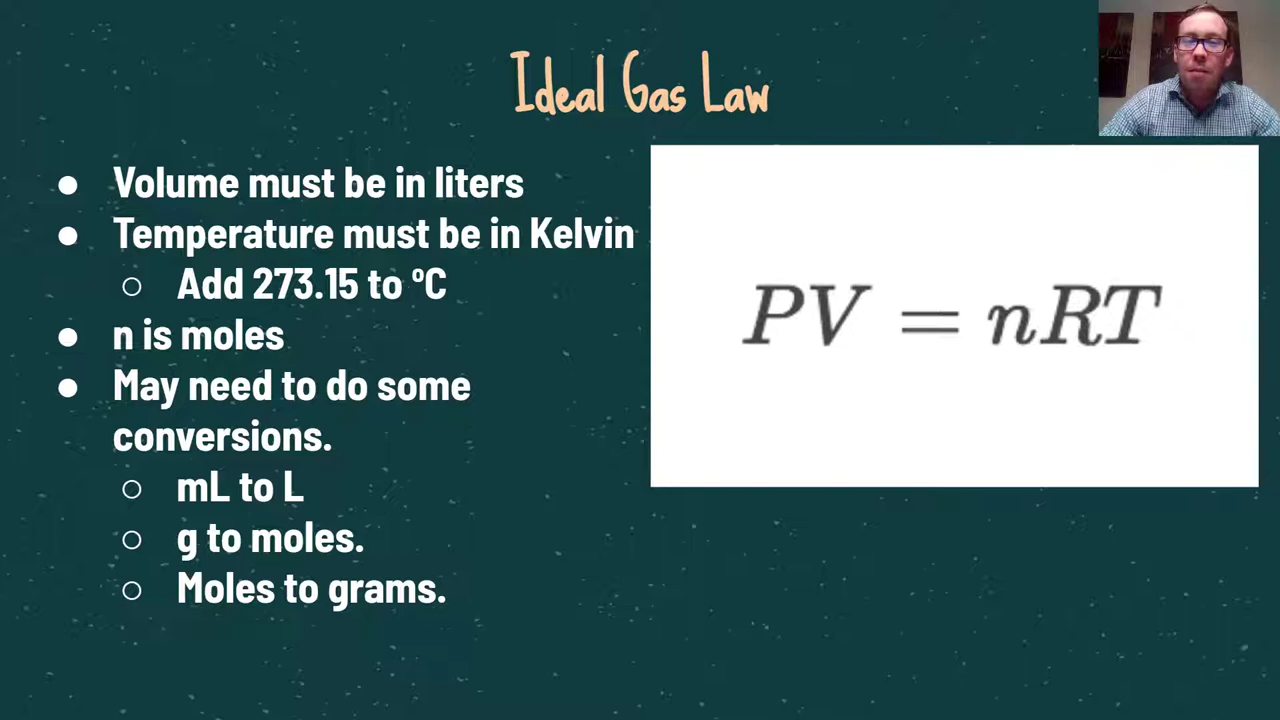 Ideal Gas Law
● Volume must be in liters
● Temperature must be in Kelvin
○ Add 273.15 to ºC
● n is moles
● May need to do some
conversions.
○ mL to L
○ g to moles.
○ Moles to grams.
PV = nRT